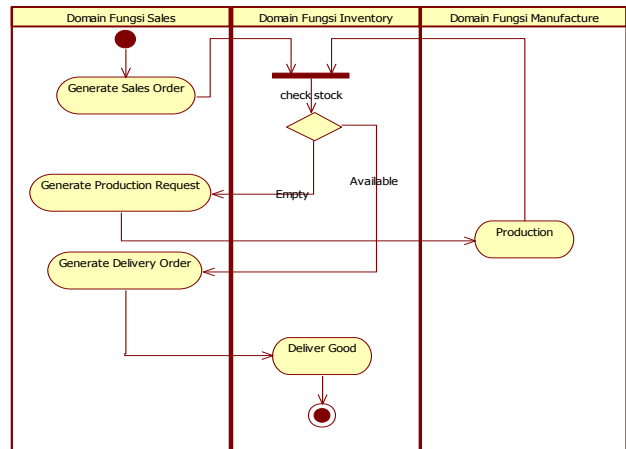 Domain Fungsi Sales
Domain Fungsi Inventory
Domain Fungsi Manufacture
Generate Sales Order
check stock
Generate Production Request
Empty
Available
Production
Generate Delivery Order
Deliver Good